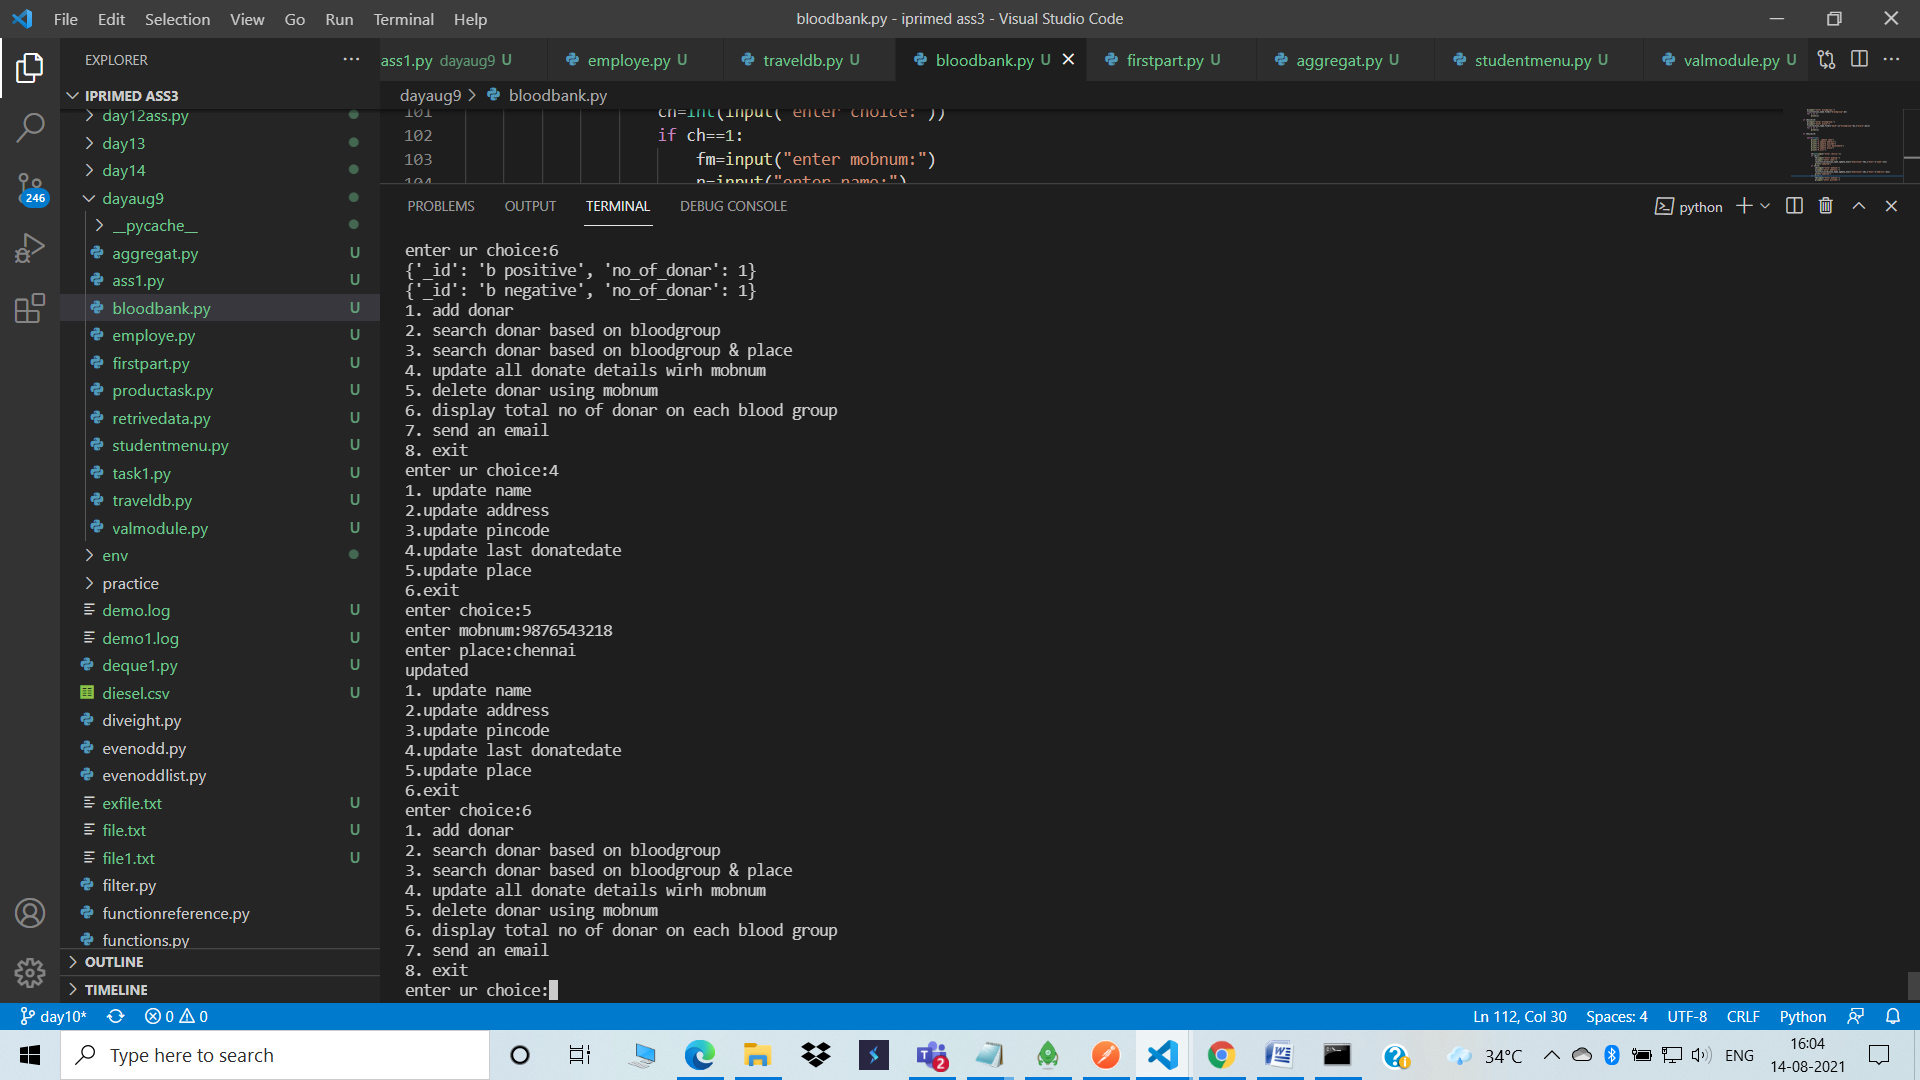 File Edit Selection View Go Run Terminal Help
bloodbank.py - iprimed ass3 - Visual Studio Code
EXPLORER
ass1.py dayaug9 U
employe.py U
traveldb.py U
bloodbank.py U
firstpart.py U
aggregat.py U
studentmenu.py U
valmodule.py U
IPRIMED ASS3
day12ass.py
day13
day14
dayaug9
__pycache__
aggregat.py U
ass1.py U
bloodbank.py U
employe.py U
firstpart.py U
productask.py U
retrivedata.py U
studentmenu.py U
task1.py U
traveldb.py U
valmodule.py U
env
practice
demo.log U
demo1.log U
deque1.py U
diesel.csv U
diveight.py
evenodd.py
evenoddlist.py
exfile.txt U
file.txt U
file1.txt U
filter.py
functionreference.py
functions.py
OUTLINE
TIMELINE
246
dayaug9 > bloodbank.py
101 ch=int(input("enter choice:"))
102 if ch==1:
103 fm=input("enter mobnum:")
104 n=input("enter name:")
PROBLEMS OUTPUT TERMINAL DEBUG CONSOLE
python
enter ur choice:6
{'_id': 'b positive', 'no_of_donar': 1}
{'_id': 'b negative', 'no_of_donar': 1}
1. add donar
2. search donar based on bloodgroup
3. search donar based on bloodgroup & place
4. update all donate details wirh mobnum
5. delete donar using mobnum
6. display total no of donar on each blood group
7. send an email
8. exit
enter ur choice:4
1. update name
2.update address
3.update pincode
4.update last donatedate
5.update place
6.exit
enter choice:5
enter mobnum:9876543218
enter place:chennai
updated
1. update name
2.update address
3.update pincode
4.update last donatedate
5.update place
6.exit
enter choice:6
1. add donar
2. search donar based on bloodgroup
3. search donar based on bloodgroup & place
4. update all donate details wirh mobnum
5. delete donar using mobnum
6. display total no of donar on each blood group
7. send an email
8. exit
enter ur choice:
day10* 0 0
Ln 112, Col 30 Spaces: 4 UTF-8 CRLF Python
Type here to search
2
34°C
ENG
16:04
14-08-2021